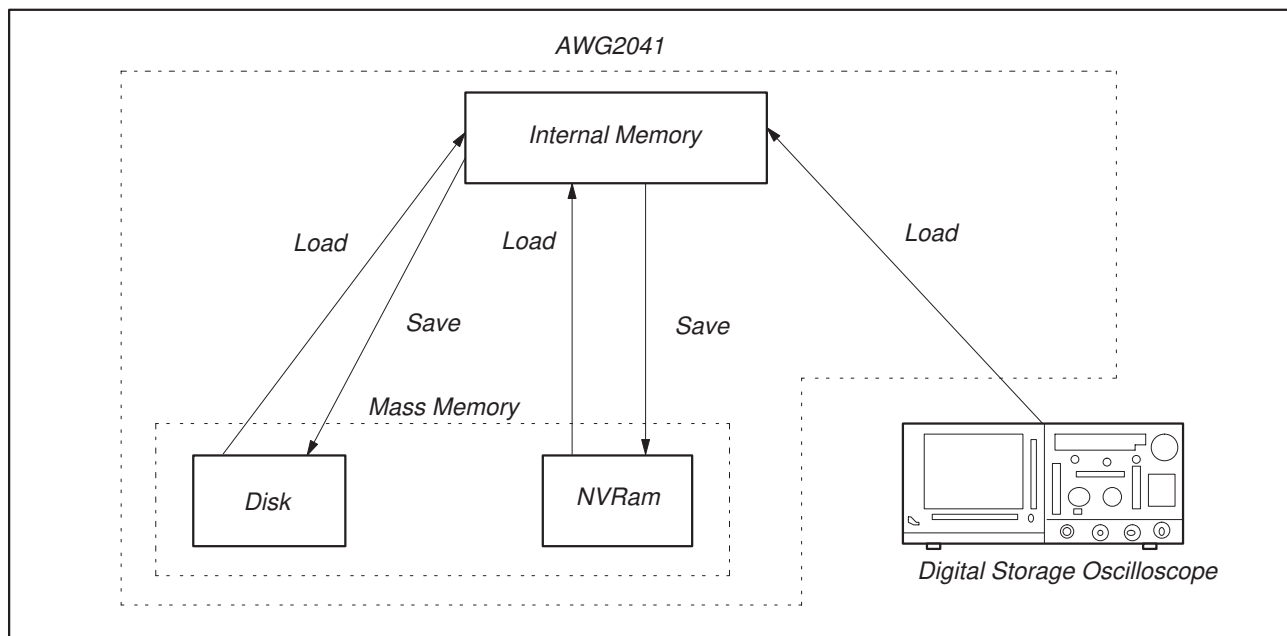 AWG2041
Internal Memory
Load
Load
Load
Save
Save
Mass Memory
Disk
NVRam
Digital Storage Oscilloscope